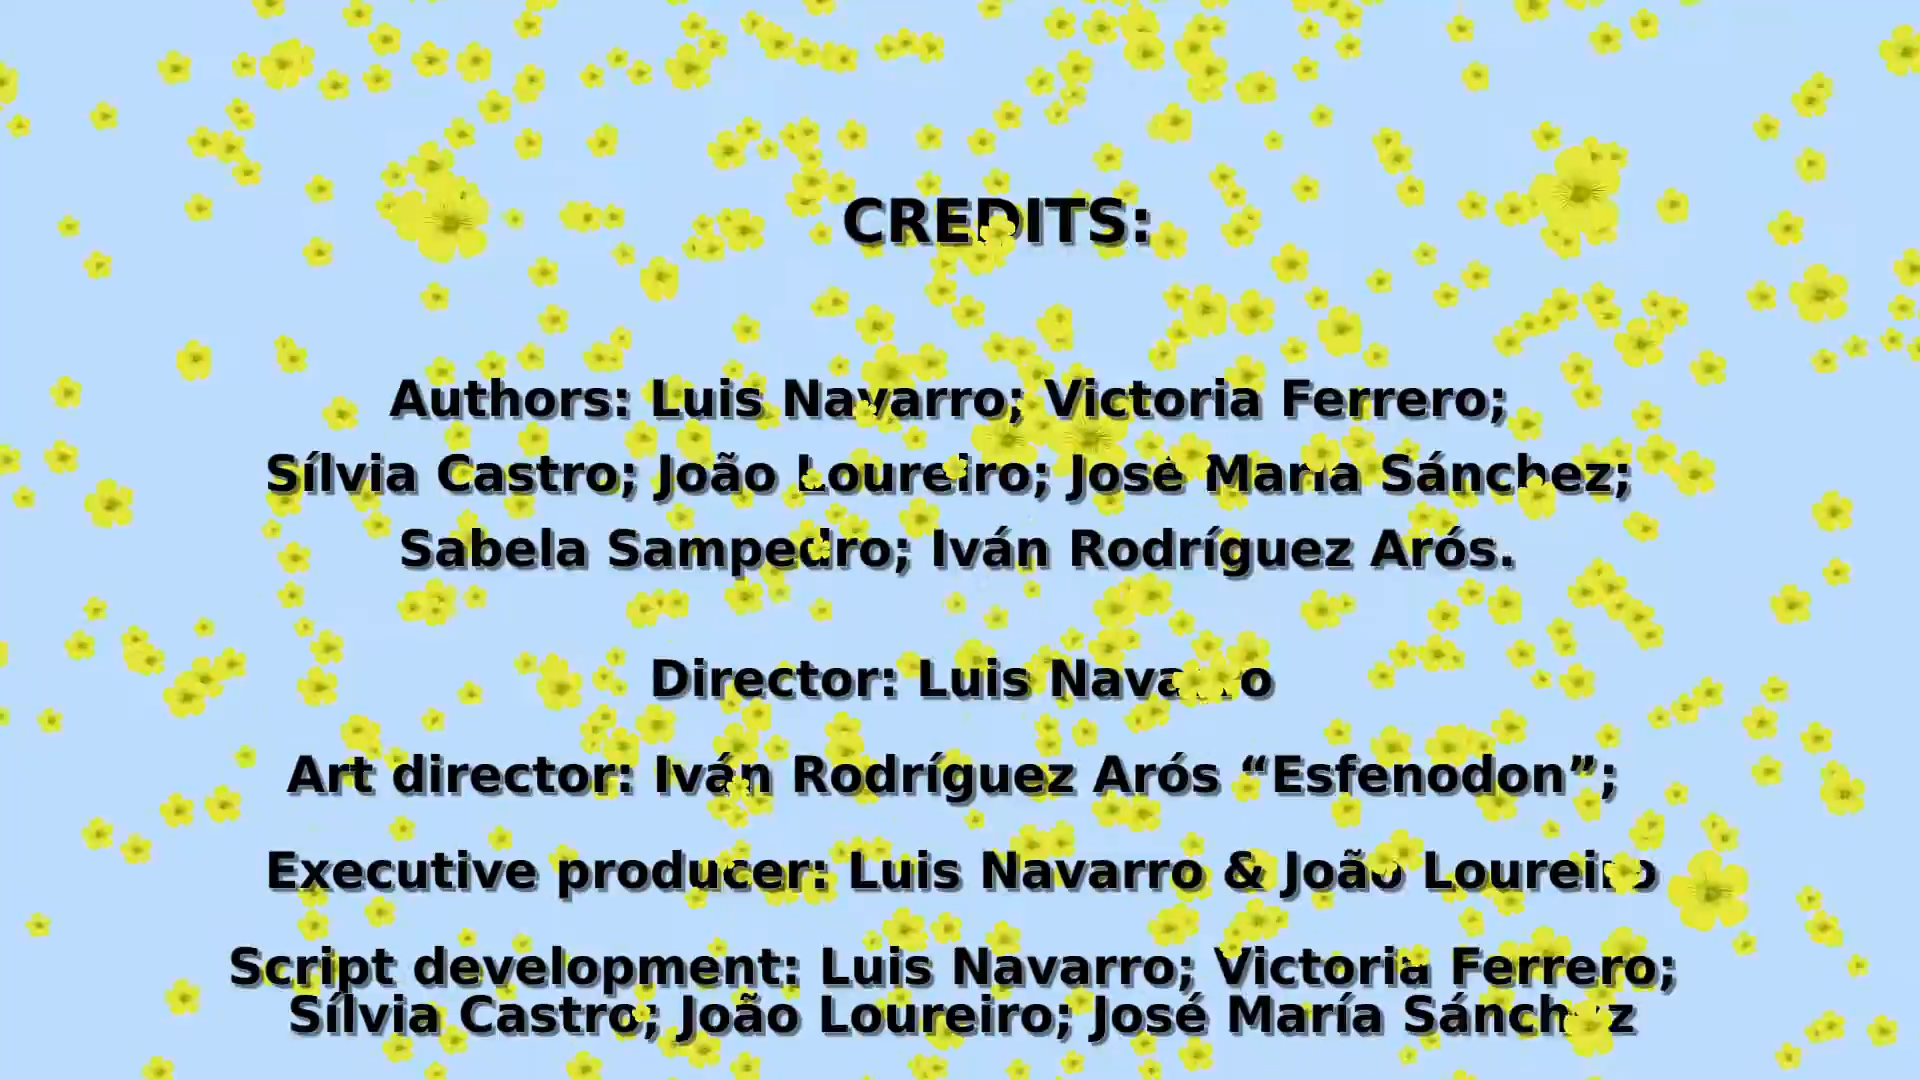 CREDITS:
Authors: Luis Navarro; Victoria Ferrero;
Sílvia Castro; João Loureiro; José María Sánchez;
Sabela Sampedro; Iván Rodríguez Arós.
Director: Luis Navarro
Art director: Iván Rodríguez Arós “Esfenodon”;
Executive producer: Luis Navarro & João Loureiro
Script development: Luis Navarro; Victoria Ferrero;
Sílvia Castro; João Loureiro; José María Sánchez